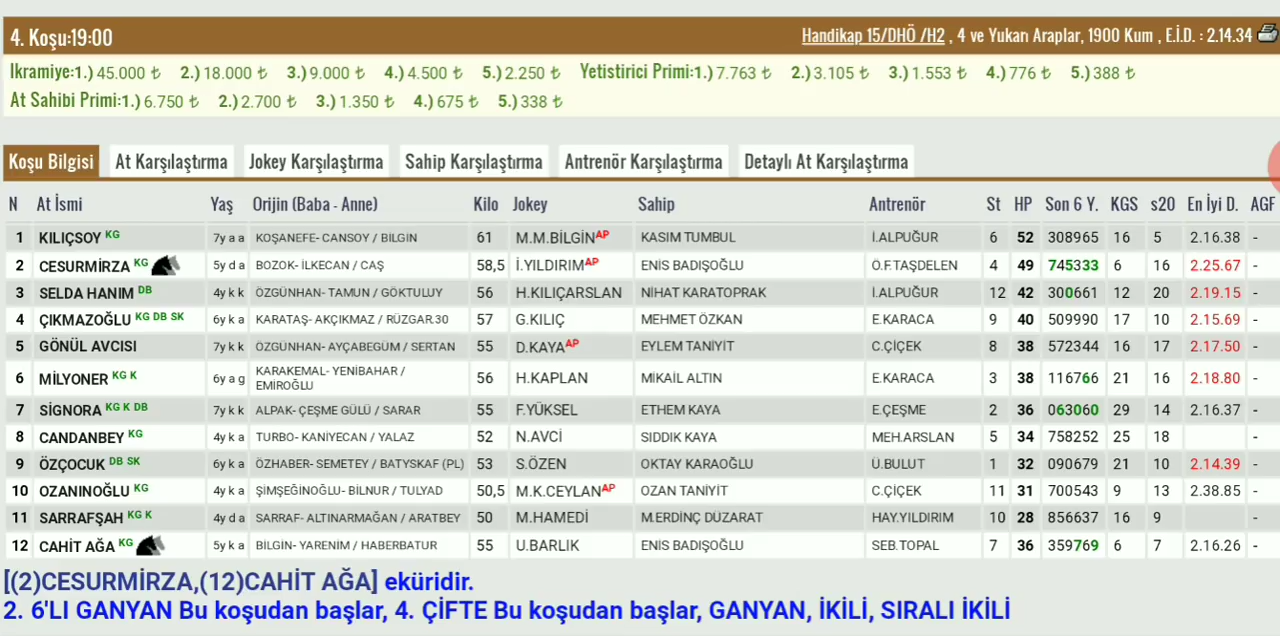 4. Koşu:19:00 Handikap 15/DHÖ /H2 , 4 ve Yukarı Araplar, 1900 Kum , E.İ.D. : 2.14.34
İkramiye:1.) 45.000 ₺ 2.) 18.000 ₺ 3.) 9.000 ₺ 4.) 4.500 ₺ 5.) 2.250 ₺ Yetistirici Primi:1.) 7.763 ₺ 2.) 3.105 ₺ 3.) 1.553 ₺ 4.) 776 ₺ 5.) 388 ₺
At Sahibi Primi:1.) 6.750 ₺ 2.) 2.700 ₺ 3.) 1.350 ₺ 4.) 675 ₺ 5.) 338 ₺
Koşu Bilgisi At Karşılaştırma Jokey Karşılaştırma Sahip Karşılaştırma Antrenör Karşılaştırma Detaylı At Karşılaştırma
N At İsmi Yaş Orijin (Baba - Anne) Kilo Jokey Sahip Antrenör St HP Son 6 Y. KGS s20 En İyi D. AGF
1 KILIÇSOY KG 7y a a KOŞANEFE- CANSOY / BİLGİN 61 M.M.BİLGİN AP KASIM TUMBUL İ.ALPUĞUR 6 52 308965 16 5 2.16.38 -
2 CESURMİRZA KG 5y d a BOZOK- İLKECAN / CAŞ 58,5 İ.YILDIRIM AP ENİS BADIŞOĞLU Ö.F.TAŞDELEN 4 49 745333 6 16 2.25.67 -
3 SELDA HANIM DB 4y k k ÖZGÜNHAN- TAMUN / GÖKTULUY 56 H.KILIÇARSLAN NİHAT KARATOPRAK İ.ALPUĞUR 12 42 300661 12 20 2.19.15 -
4 ÇIKMAZOĞLU KG DB SK 6y k a KARATAŞ- AKÇIKMAZ / RÜZGAR.30 57 G.KILIÇ MEHMET ÖZKAN E.KARACA 9 40 509990 17 10 2.15.69 -
5 GÖNÜL AVCISI 7y k k ÖZGÜNHAN- AYÇABEGÜM / SERTAN 55 D.KAYA AP EYLEM TANİYİT C.ÇİÇEK 8 38 572344 16 17 2.17.50 -
6 MİLYONER KG K 6y a g KARAKEMAL- YENİBAHAR / EMİROĞLU 56 H.KAPLAN MİKAİL ALTIN E.KARACA 3 38 116766 21 16 2.18.80 -
7 SİGNORA KG K DB 7y k k ALPAK- ÇEŞME GÜLÜ / SARAR 55 F.YÜKSEL ETHEM KAYA E.ÇEŞME 2 36 063060 29 14 2.16.37 -
8 CANDANBEY KG 4y k a TURBO- KANİYECAN / YALAZ 52 N.AVCİ SIDDIK KAYA MEH.ARSLAN 5 34 758252 25 18 -
9 ÖZÇOCUK DB SK 6y k a ÖZHABER- SEMETEY / BATYSKAF (PL) 53 S.ÖZEN OKTAY KARAOĞLU Ü.BULUT 1 32 090679 21 10 2.14.39 -
10 OZANINOĞLU KG 4y k a ŞİMŞEĞİNOĞLU- BİLNUR / TULYAD 50,5 M.K.CEYLAN AP OZAN TANİYİT C.ÇİÇEK 11 31 700543 9 13 2.38.85 -
11 SARRAFŞAH KG K 4y d a SARRAF- ALTINARMAĞAN / ARATBEY 50 M.HAMEDİ M.ERDİNÇ DÜZARAT HAY.YILDIRIM 10 28 856637 16 9 -
12 CAHİT AĞA KG 5y k a BİLGİN- YARENİM / HABERBATUR 55 U.BARLIK ENİS BADIŞOĞLU SEB.TOPAL 7 36 359769 6 7 2.16.26 -
[(2)CESURMİRZA,(12)CAHİT AĞA] eküridir.
2. 6'LI GANYAN Bu koşudan başlar, 4. ÇİFTE Bu koşudan başlar, GANYAN, İKİLİ, SIRALI İKİLİ